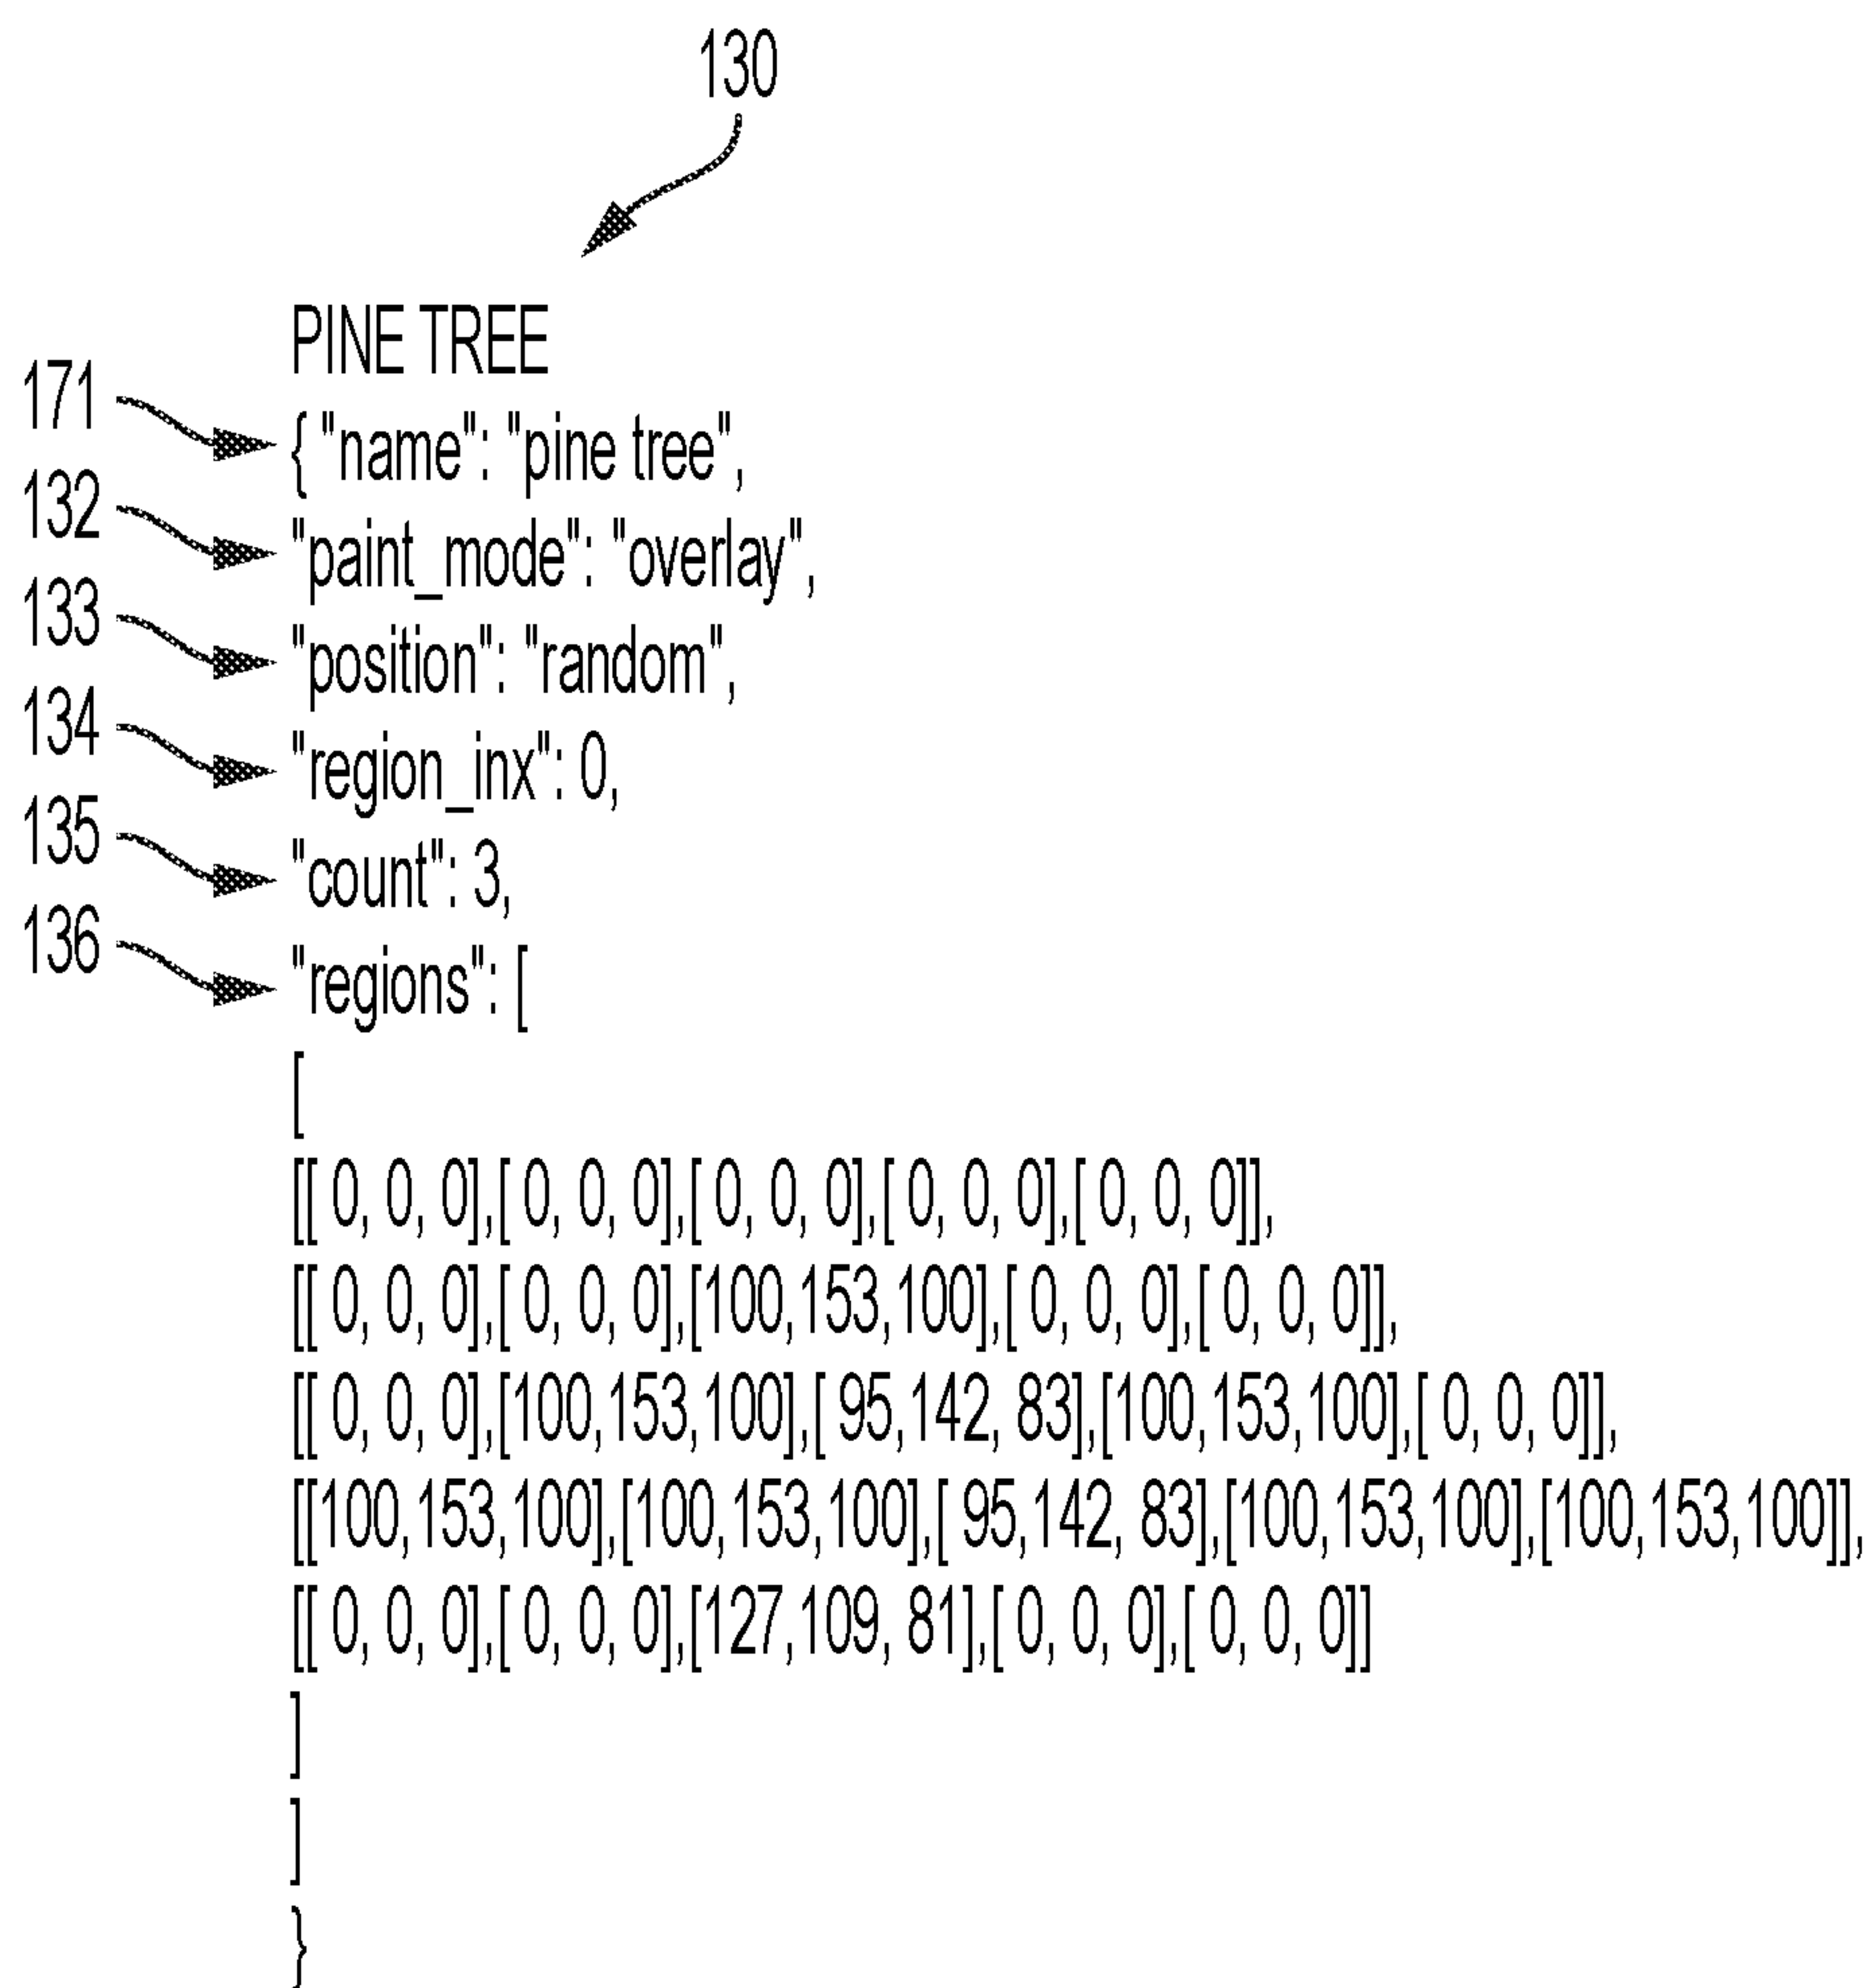 130
PINE TREE
171 { "name": "pine tree",
132 "paint_mode": "overlay",
133 "position": "random",
134 "region_inx": 0,
135 "count": 3,
136 "regions": [
[
[[ 0, 0, 0],[ 0, 0, 0],[ 0, 0, 0],[ 0, 0, 0],[ 0, 0, 0]],
[[ 0, 0, 0],[ 0, 0, 0],[100,153,100],[ 0, 0, 0],[ 0, 0, 0]],
[[ 0, 0, 0],[100,153,100],[ 95,142, 83],[100,153,100],[ 0, 0, 0]],
[[100,153,100],[100,153,100],[ 95,142, 83],[100,153,100],[100,153,100]],
[[ 0, 0, 0],[ 0, 0, 0],[127,109, 81],[ 0, 0, 0],[ 0, 0, 0]]
]
]
}